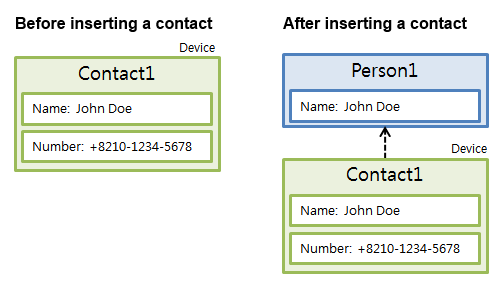 Before inserting a contact
Device
Contact1
Name: John Doe
Number: +8210-1234-5678
After inserting a contact
Person1
Name: John Doe
Device
Contact1
Name: John Doe
Number: +8210-1234-5678